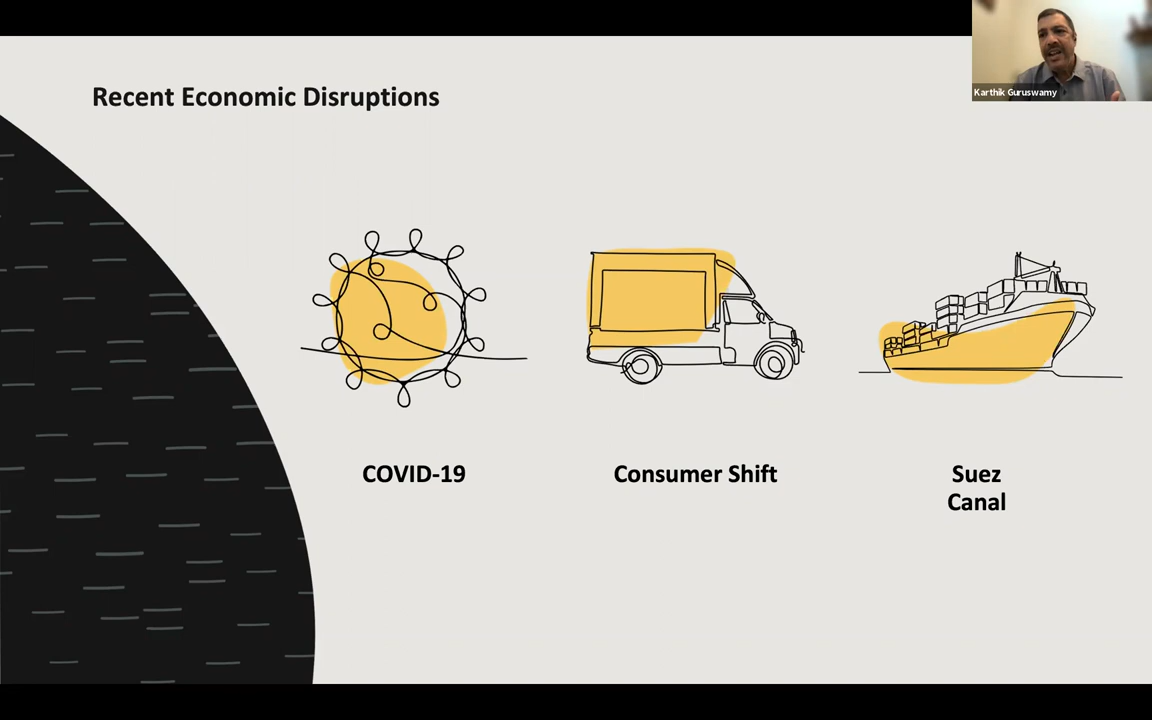 Recent Economic Disruptions
Karthik Guruswamy
COVID-19
Consumer Shift
Suez
Canal